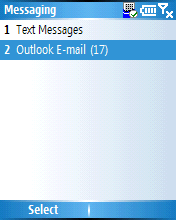 Messaging
1 Text Messages
2 Outlook E-mail (17)
Select